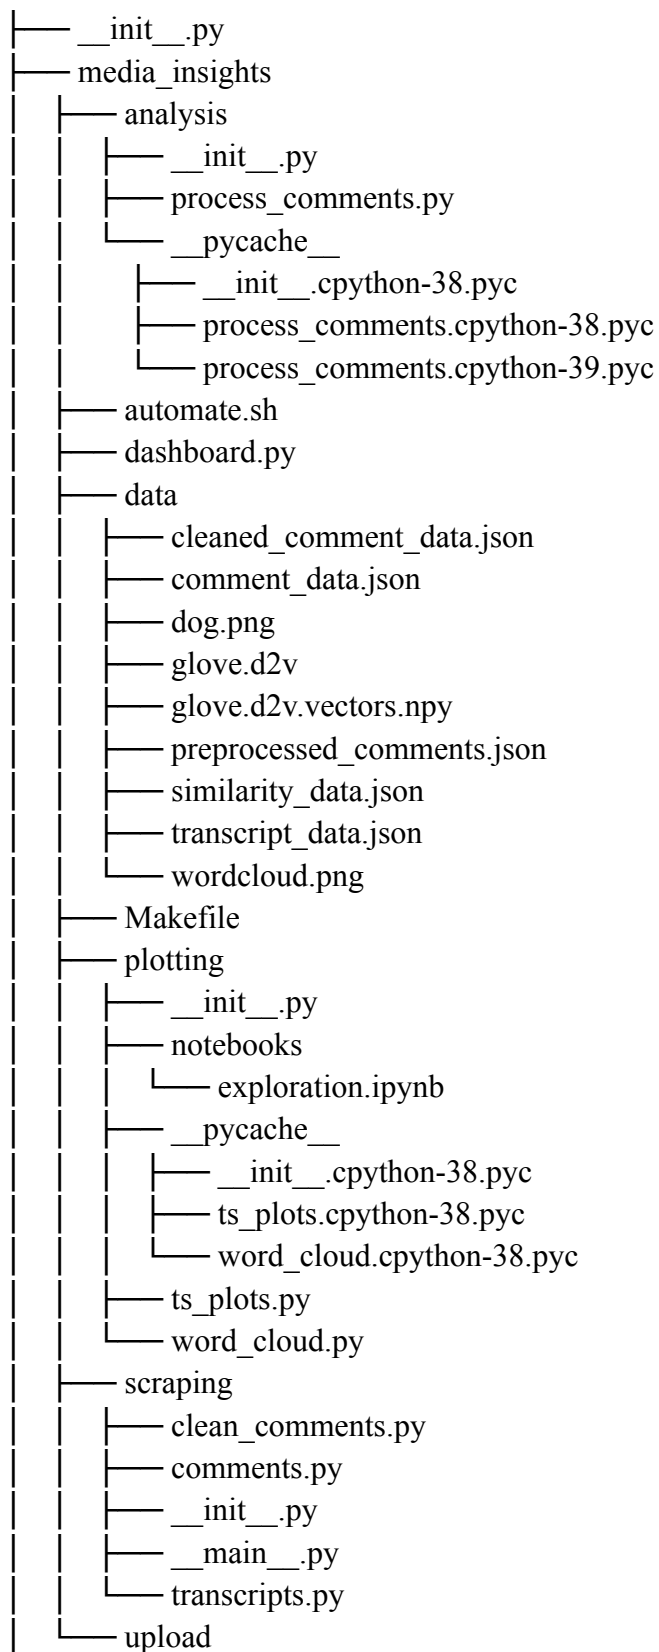 ├── __init__.py
├── media_insights
│   ├── analysis
│   │   ├── __init__.py
│   │   ├── process_comments.py
│   │   └── __pycache__
│   │       ├── __init__.cpython-38.pyc
│   │       ├── process_comments.cpython-38.pyc
│   │       └── process_comments.cpython-39.pyc
│   ├── automate.sh
│   ├── dashboard.py
│   ├── data
│   │   ├── cleaned_comment_data.json
│   │   ├── comment_data.json
│   │   ├── dog.png
│   │   ├── glove.d2v
│   │   ├── glove.d2v.vectors.npy
│   │   ├── preprocessed_comments.json
│   │   ├── similarity_data.json
│   │   ├── transcript_data.json
│   │   └── wordcloud.png
│   ├── Makefile
│   ├── plotting
│   │   ├── __init__.py
│   │   ├── notebooks
│   │   │   └── exploration.ipynb
│   │   ├── __pycache__
│   │   │   ├── __init__.cpython-38.pyc
│   │   │   ├── ts_plots.cpython-38.pyc
│   │   │   └── word_cloud.cpython-38.pyc
│   │   ├── ts_plots.py
│   │   └── word_cloud.py
│   ├── scraping
│   │   ├── clean_comments.py
│   │   ├── comments.py
│   │   ├── __init__.py
│   │   ├── __main__.py
│   │   └── transcripts.py
│   └── upload